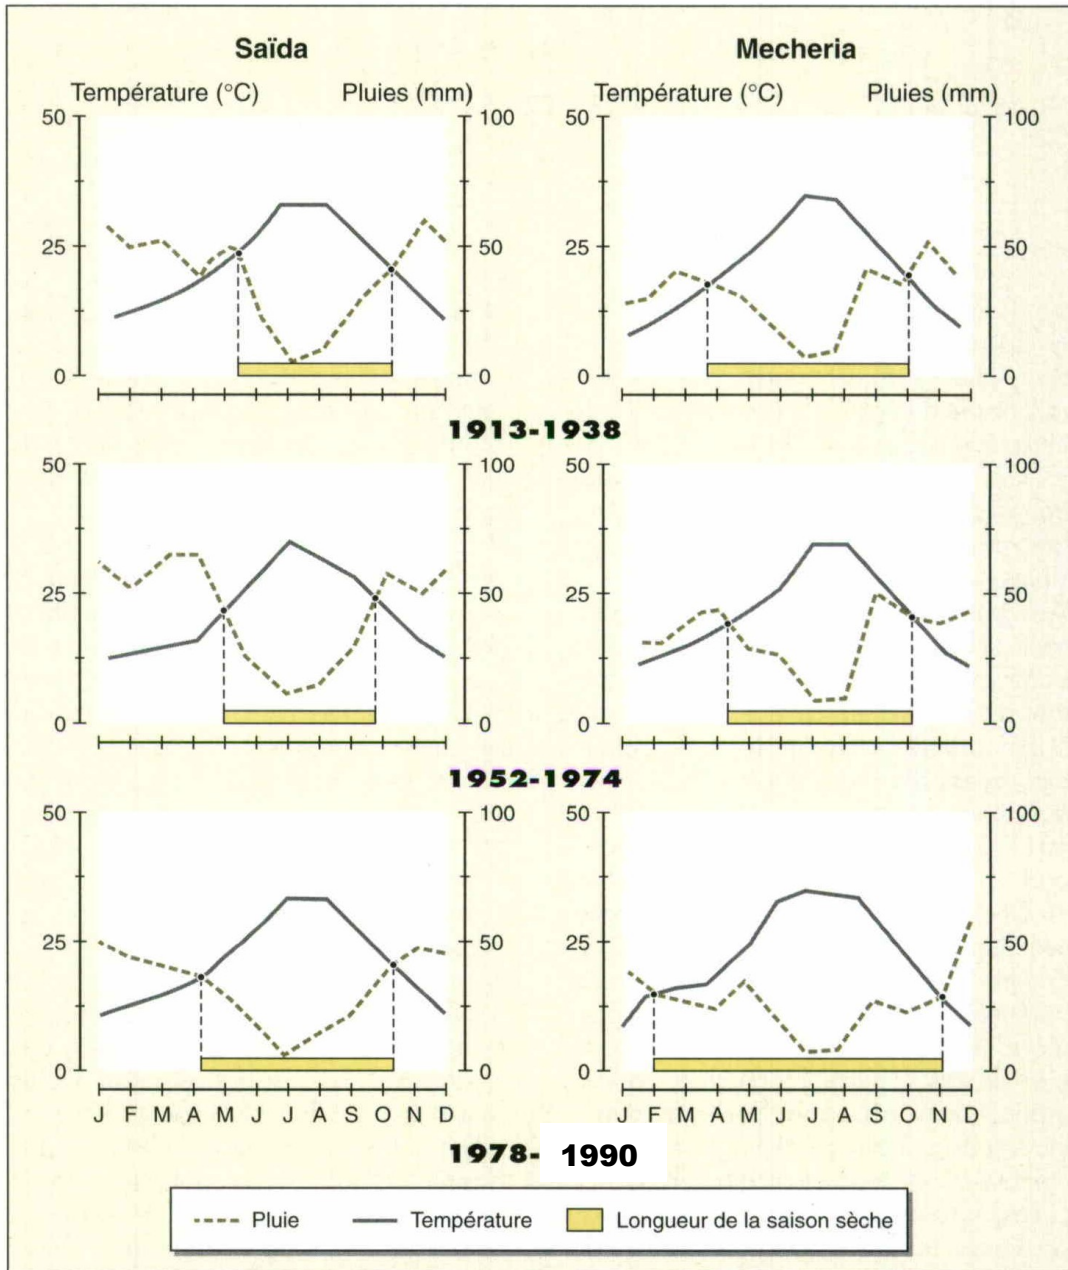 Saïda Mecheria
Température (°C) Pluies (mm) Température (°C) Pluies (mm)
50 100 50 100
25 50 25 50
0 0 0 0
1913-1938
50 100 50 100
25 50 25 50
0 0 0 0
1952-1974
50 100 50 100
25 50 25 50
0 0 0 0
J F M A M J J A S O N D J F M A M J J A S O N D
1978- 1990
Pluie Température Longueur de la saison sèche